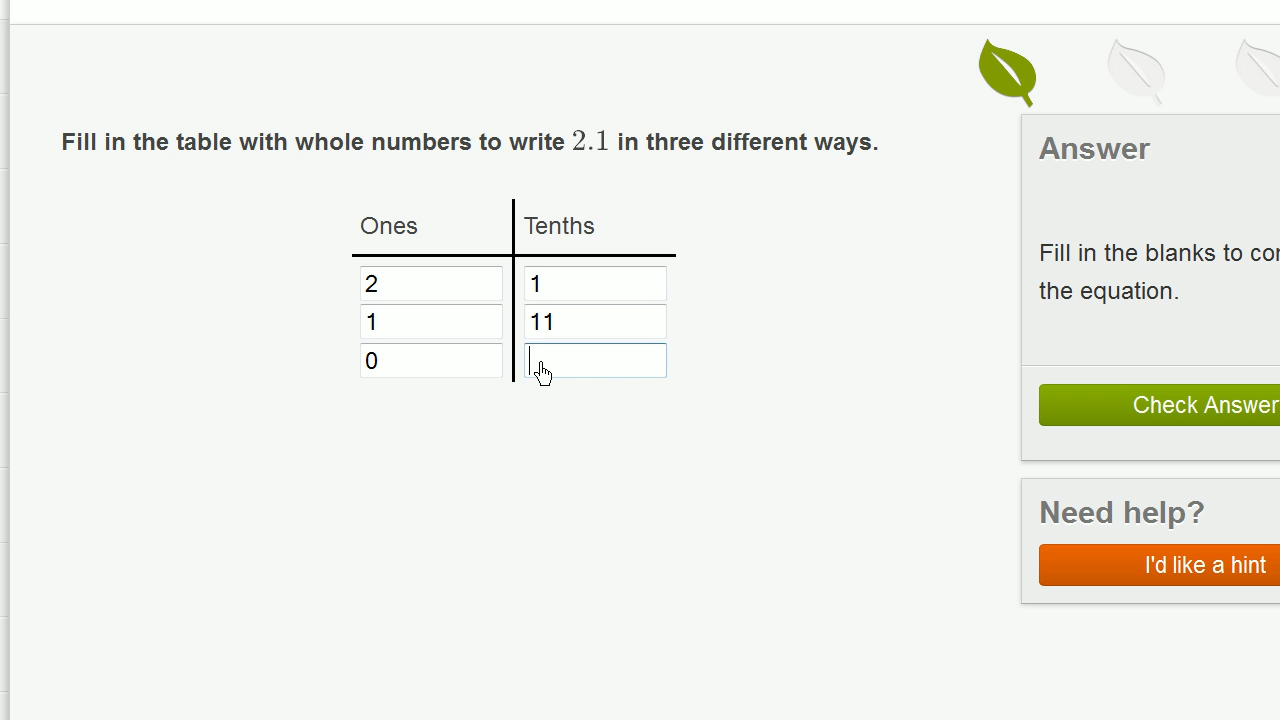 Fill in the table with whole numbers to write 2.1 in three different ways.
Ones Tenths
2 1
1 11
0
Answer
Fill in the blanks to co
the equation.
Check Answer
Need help?
I'd like a hint